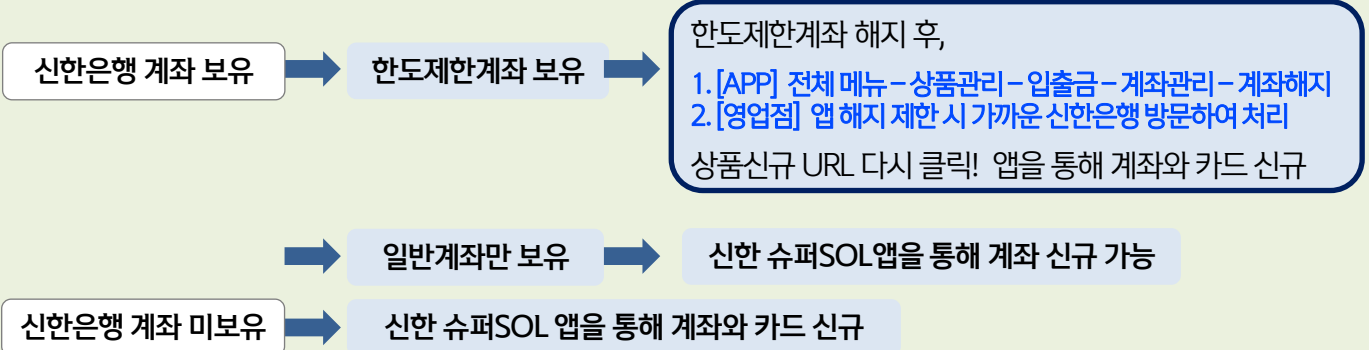 신한은행 계좌 보유
한도제한계좌 보유
한도제한계좌 해지 후,
1. [APP] 전체 메뉴 – 상품관리 – 입출금 – 계좌관리 – 계좌해지
2. [영업점] 앱 해지 제한 시 가까운 신한은행 방문하여 처리
상품신규 URL 다시 클릭! 앱을 통해 계좌와 카드 신규
일반계좌만 보유
신한 슈퍼SOL앱을 통해 계좌 신규 가능
신한은행 계좌 미보유
신한 슈퍼SOL 앱을 통해 계좌와 카드 신규